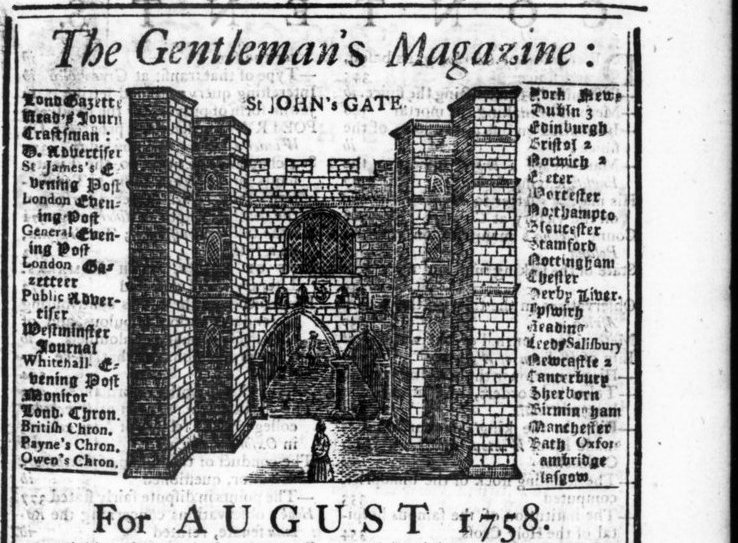 The Gentleman's Magazine:
St JOHN's GATE.
Lond Gazette
Read's Journ
Craftsman:
D. Advertiser
St James's E-
vening Post
London Even-
ing Post
General Even-
ing Post
London Ga-
zetteer
Public Adver-
tiser
Westminster
Journal
Whitehall E-
vening Post
Monitor
Lond. Chron.
British Chron.
Payne's Chron.
Owen's Chron.
York News
Dublin 3
Edinburgh
Bristol 2
Norwich 2
Exeter
Worcester
Northampto
Gloucester
Stamford
Nottingham
Chester
Derby Liver.
Ipswich
Reading
Leeds Salisbury
Newcastle 2
Canterbury
Sherborn
Birmingham
Manchester
Bath Oxfor
ambridge
lasgow
For AUGUST 1758.